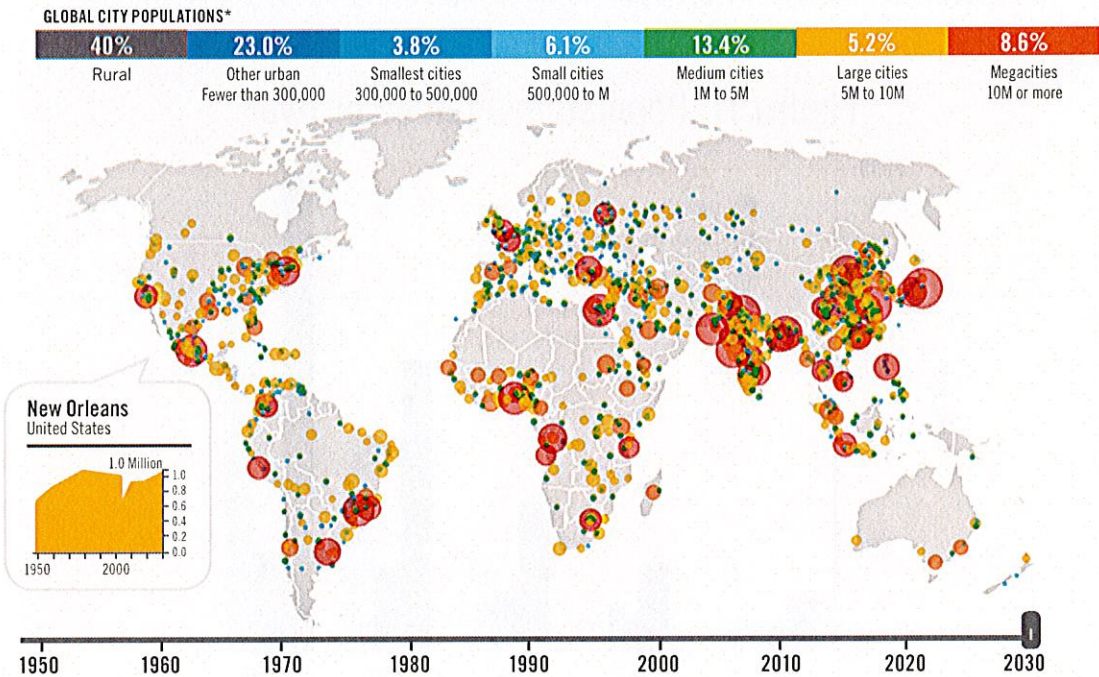 GLOBAL CITY POPULATIONS*
40% 23.0% 3.8% 6.1% 13.4% 5.2% 8.6%
Rural Other urban Smallest cities Small cities Medium cities Large cities Megacities
Fewer than 300,000 300,000 to 500,000 500,000 to M 1M to 5M 5M to 10M 10M or more
New Orleans
United States
1.0 Million
1.0
0.8
0.6
0.4
0.2
0.0
1950 2000
1950 1960 1970 1980 1990 2000 2010 2020 2030